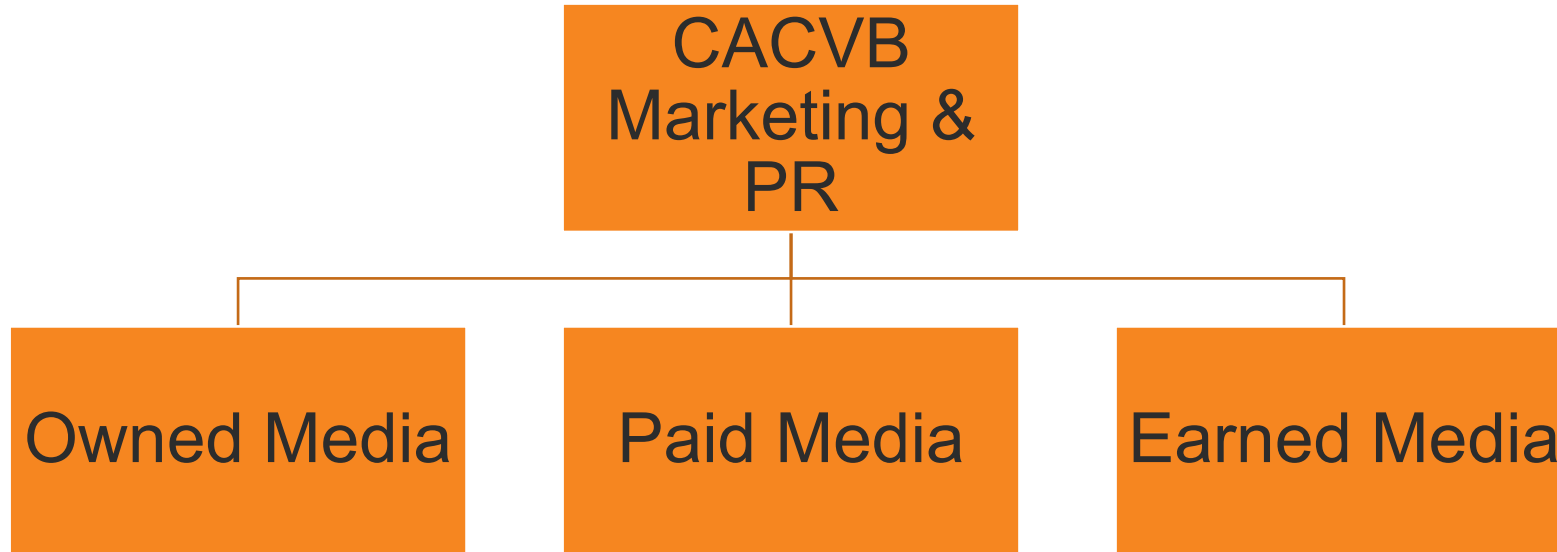 CACVB
Marketing &
PR
Owned Media
Paid Media
Earned Media